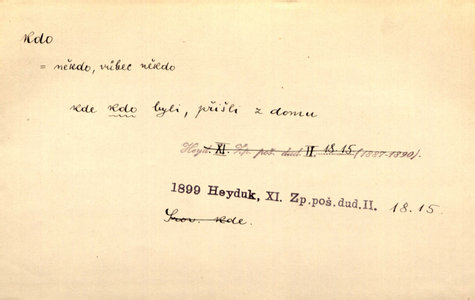 kdo
= někdo, vůbec někdo
kde kdo byli, přišli z domu
Heyd. XI. Zp. poš. dud. II. 18.15 (1887-1890).
1899 Heyduk, XI. Zp.poš.dud.II. 18.15.
Srov. kde.